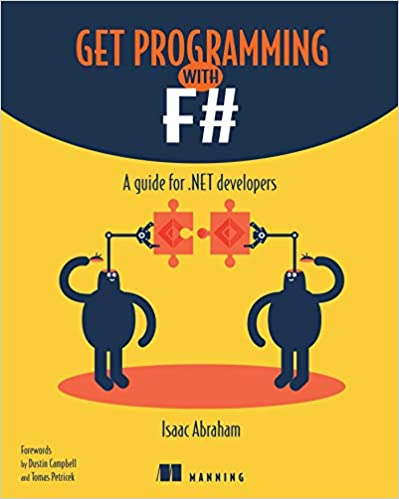 GET PROGRAMMING
WITH
F#
A guide for .NET developers
Isaac Abraham
Forewords
by Dustin Campbell
and Tomas Petricek
MANNING